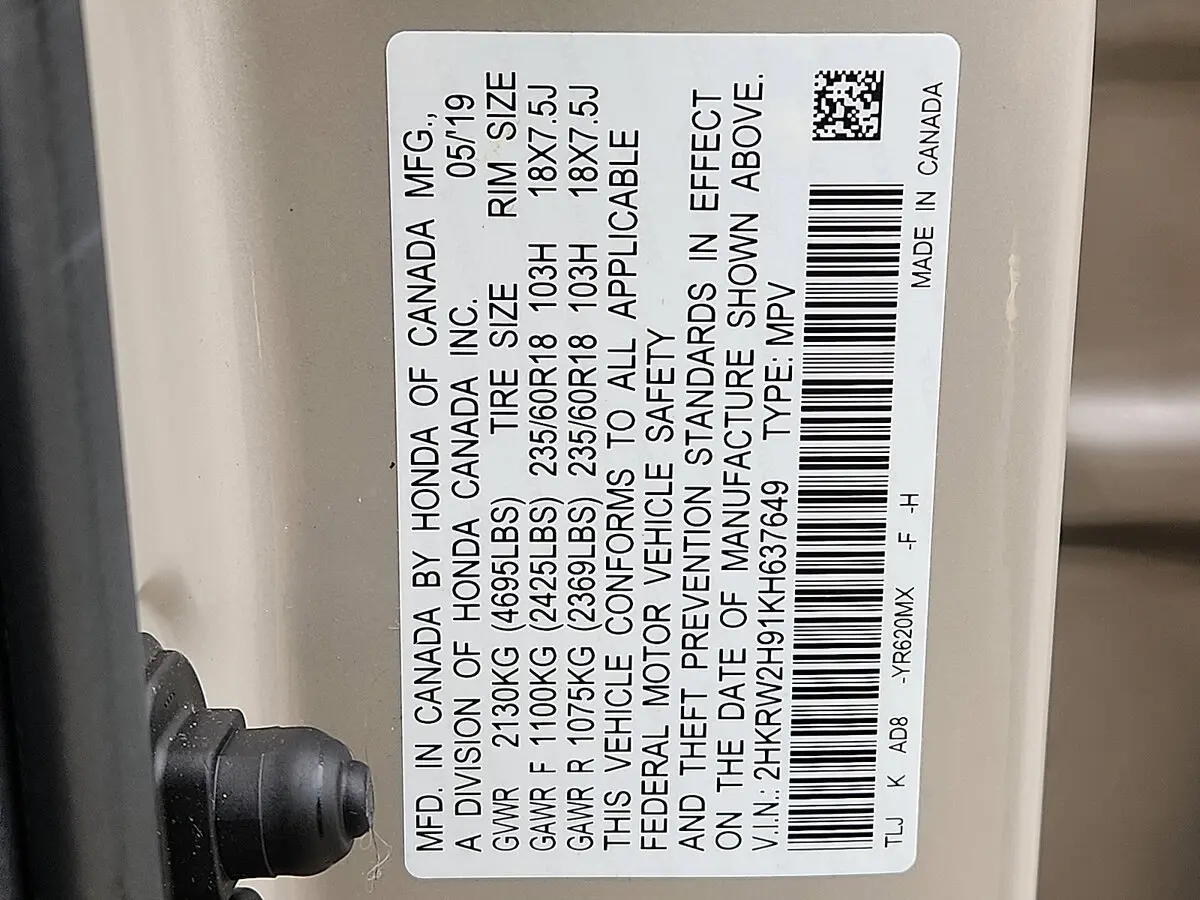 MFD. IN CANADA BY HONDA OF CANADA MFG.,
A DIVISION OF HONDA CANADA INC. 05/'19
GVWR 2130KG (4695LBS) TIRE SIZE RIM SIZE
GAWR F 1100KG (2425LBS) 235/60R18 103H 18X7.5J
GAWR R 1075KG (2369LBS) 235/60R18 103H 18X7.5J
THIS VEHICLE CONFORMS TO ALL APPLICABLE
FEDERAL MOTOR VEHICLE SAFETY
AND THEFT PREVENTION STANDARDS IN EFFECT
ON THE DATE OF MANUFACTURE SHOWN ABOVE.
V.I.N.: 2HKRW2H91KH637649 TYPE: MPV
TLJ K AD8 -YR620MX -F -H MADE IN CANADA